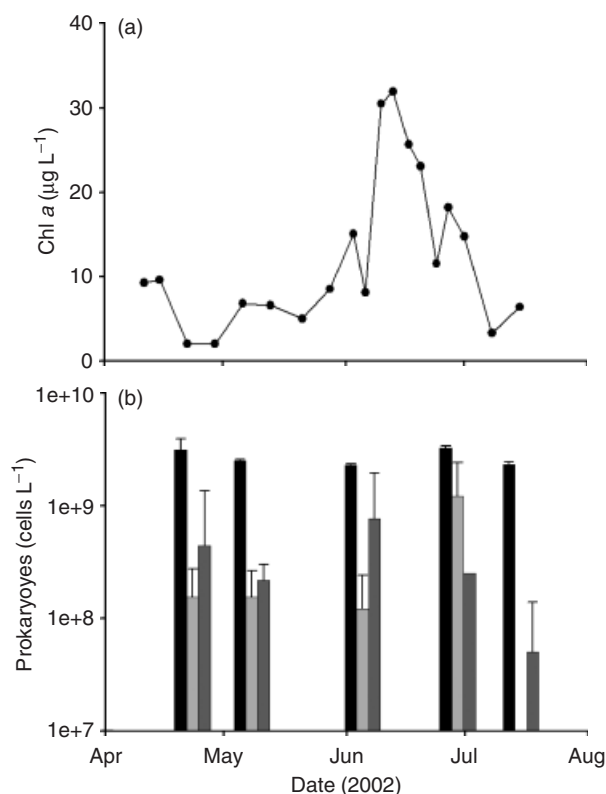 (a)
40
30
20
10
0
Chl a (µg L−1)
(b)
1e+10
1e+9
1e+8
1e+7
Prokaryoyes (cells L−1)
Apr May Jun Jul Aug
Date (2002)